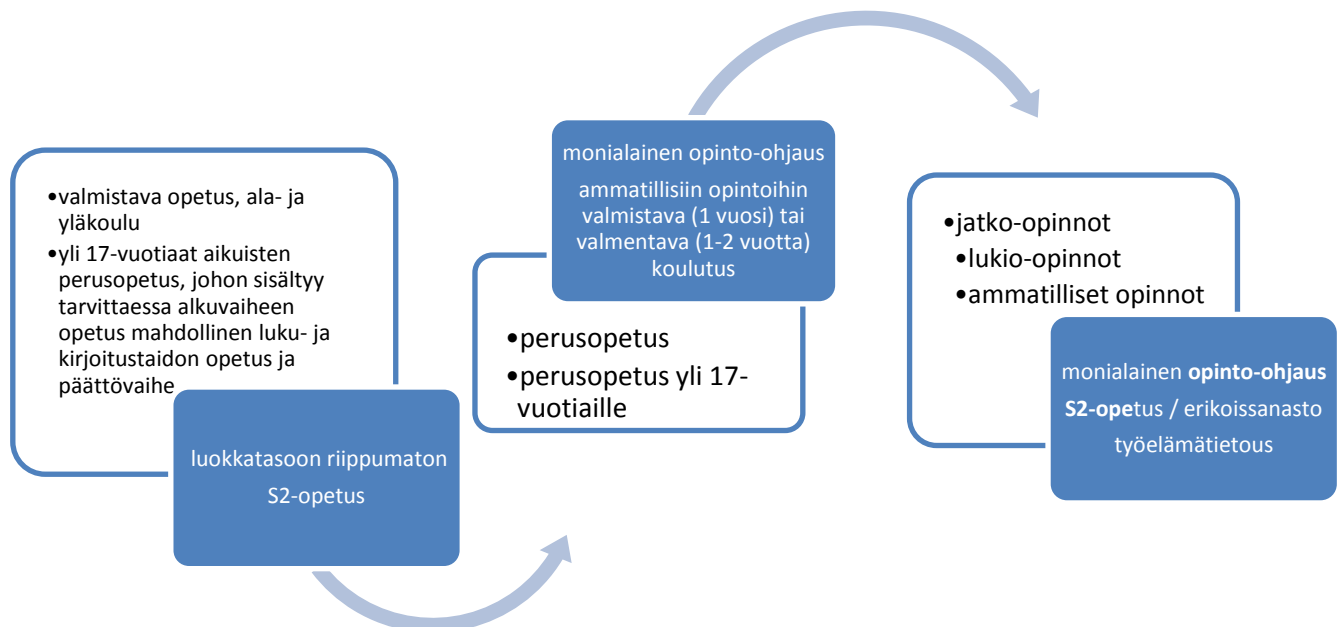 •valmistava opetus, ala- ja
yläkoulu
•yli 17-vuotiaat aikuisten
perusopetus, johon sisältyy
tarvittaessa alkuvaiheen
opetus mahdollinen luku- ja
kirjoitustaidon opetus ja
päättövaihe
luokkatasoon riippumaton
S2-opetus
monialainen opinto-ohjaus
ammatillisiin opintoihin
valmistava (1 vuosi) tai
valmentava (1-2 vuotta)
koulutus
•perusopetus
•perusopetus yli 17-
vuotiaille
•jatko-opinnot
•lukio-opinnot
•ammatilliset opinnot
monialainen opinto-ohjaus
S2-opetus / erikoissanasto
työelämätietous